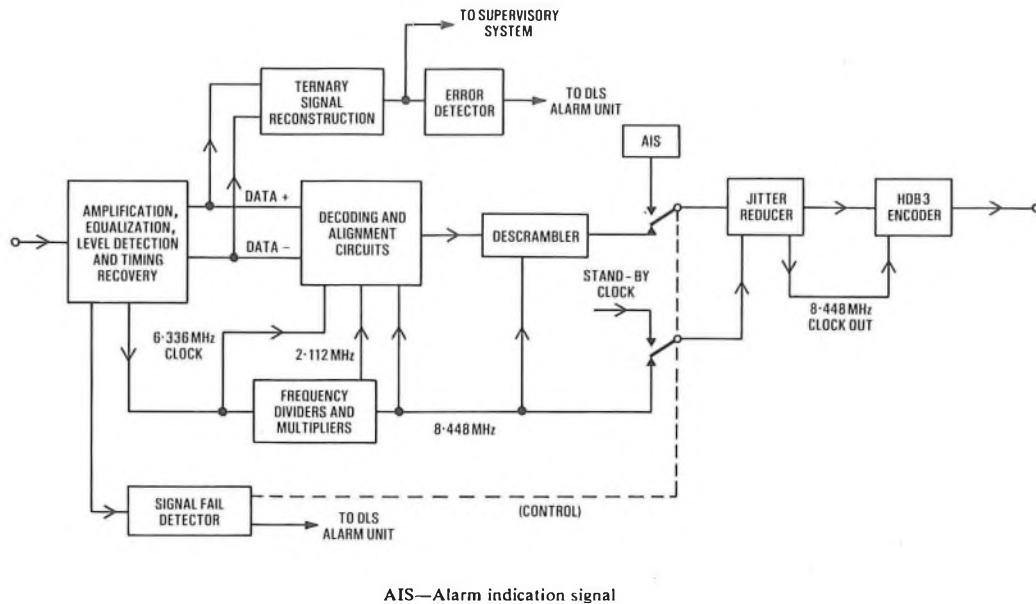 TO SUPERVISORY
SYSTEM
TERNARY
SIGNAL
RECONSTRUCTION
ERROR
DETECTOR
TO DLS
ALARM UNIT
AIS
AMPLIFICATION,
EQUALIZATION,
LEVEL DETECTION
AND TIMING
RECOVERY
DATA +
DATA –
DECODING AND
ALIGNMENT
CIRCUITS
DESCRAMBLER
JITTER
REDUCER
HDB3
ENCODER
STAND-BY
CLOCK
8·448 MHz
CLOCK OUT
6·336 MHz
CLOCK
2·112 MHz
FREQUENCY
DIVIDERS AND
MULTIPLIERS
8·448 MHz
SIGNAL FAIL
DETECTOR
TO DLS
ALARM UNIT
(CONTROL)
AIS—Alarm indication signal